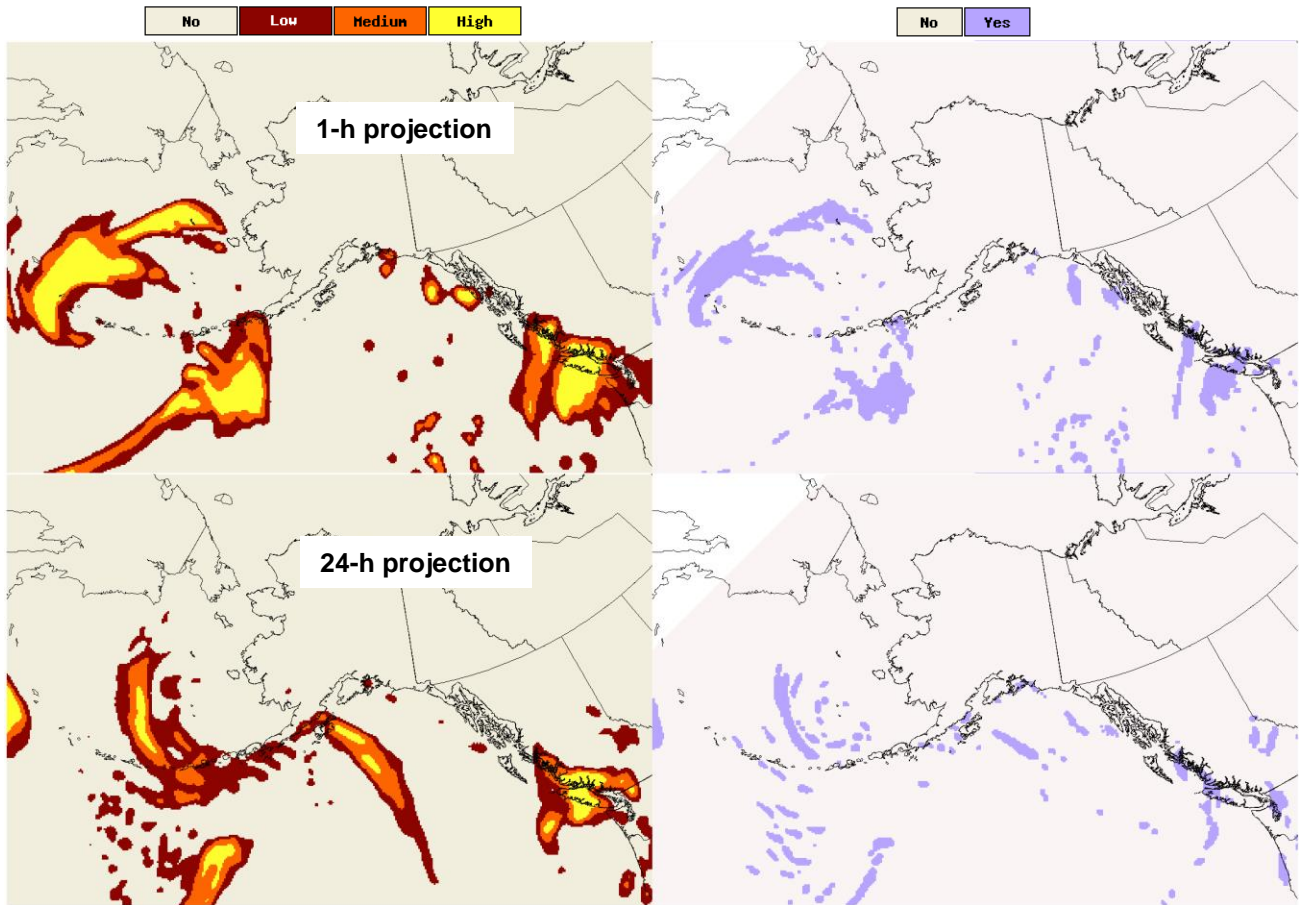 No Low Medium High
No Yes
1-h projection
24-h projection